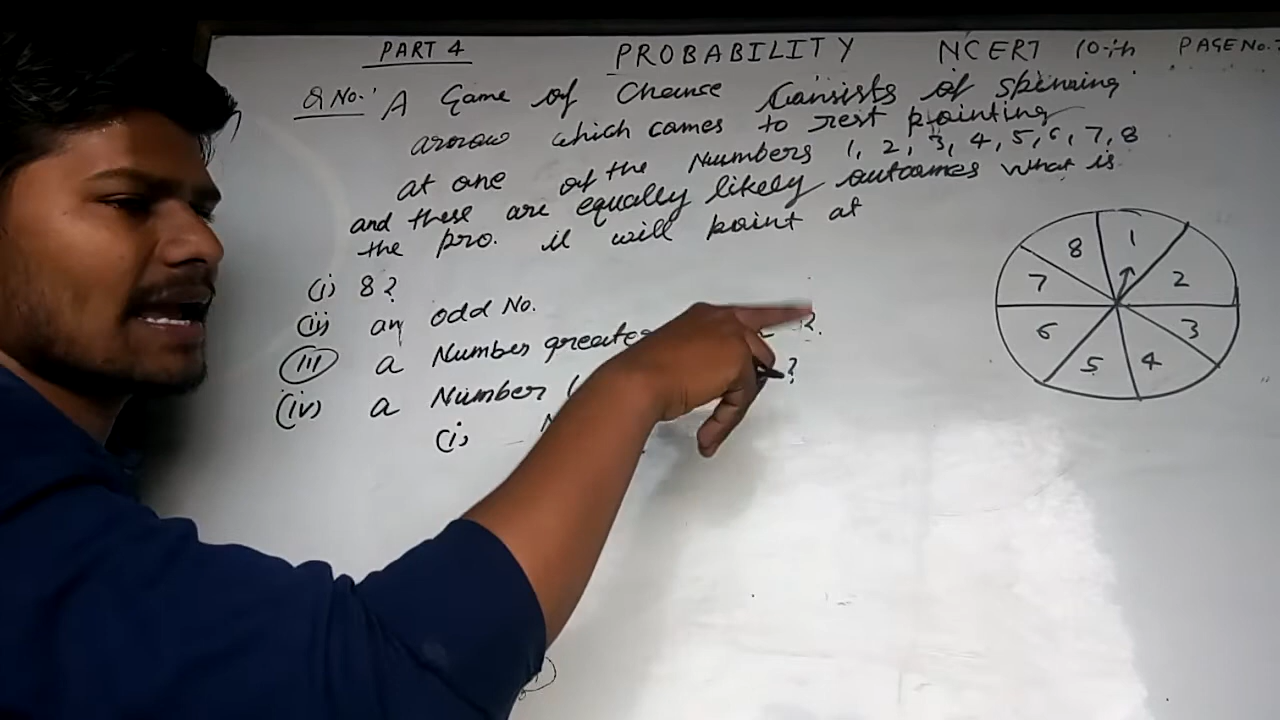 PART 4 PROBABILITY NCERT 10-th PAGE No.
Q No. A Game of Chance Consists of spinning
arrow which comes to rest pointing
at one of the Numbers 1, 2, 3, 4, 5, 6, 7, 8
and these are equally likely outcomes what is
the pro. it will point at
(i) 8?
(ii) an odd No.
(iii) a Number greater 2.
(iv) a Number ?
(i)
8 1
7 2
6 3
5 4